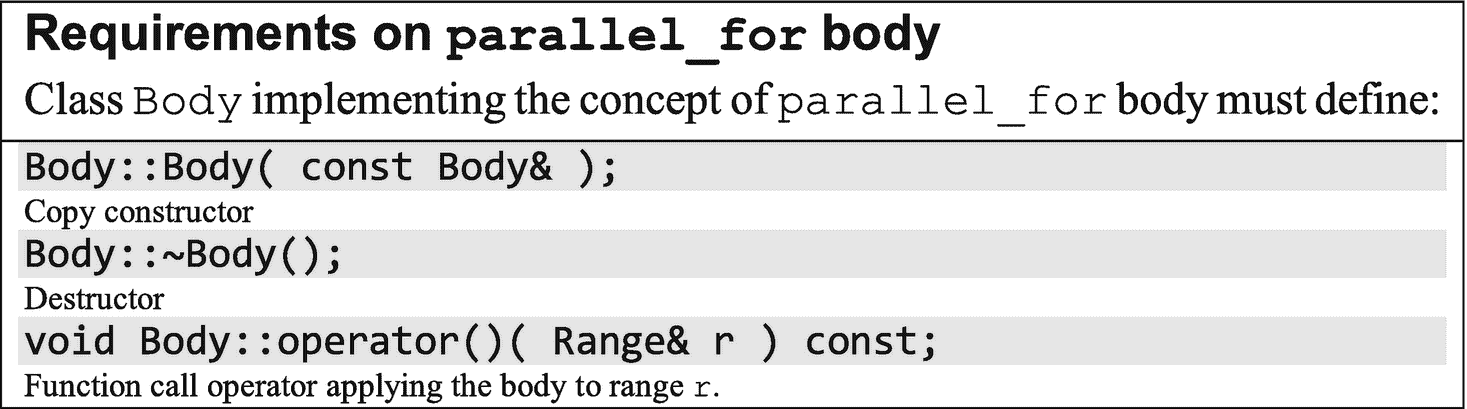 Requirements on parallel_for body
Class Body implementing the concept of parallel_for body must define:
Body::Body( const Body& );
Copy constructor
Body::~Body();
Destructor
void Body::operator()( Range& r ) const;
Function call operator applying the body to range r.